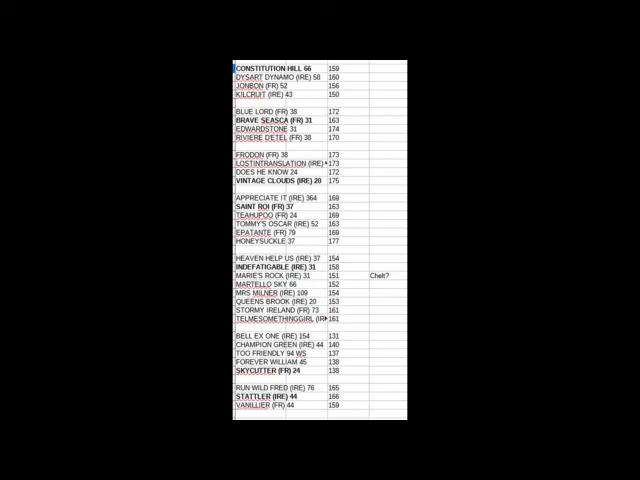 CONSTITUTION HILL 66 159
DYSART DYNAMO (IRE) 58 160
JONBON (FR) 52 156
KILCRUIT (IRE) 43 150
BLUE LORD (FR) 38 172
BRAVE SEASCA (FR) 31 163
EDWARDSTONE 31 174
RIVIERE D'ETEL (FR) 38 170
FRODON (FR) 38 173
LOSTINTRANSLATION (IRE) 173
DOES HE KNOW 24 172
VINTAGE CLOUDS (IRE) 20 175
APPRECIATE IT (IRE) 364 169
SAINT ROI (FR) 37 163
TEAHUPOO (FR) 24 169
TOMMY'S OSCAR (IRE) 52 163
EPATANTE (FR) 79 169
HONEYSUCKLE 37 177
HEAVEN HELP US (IRE) 37 154
INDEFATIGABLE (IRE) 31 158
MARIE'S ROCK (IRE) 31 151 Chelt?
MARTELLO SKY 66 152
MRS MILNER (IRE) 109 154
QUEENS BROOK (IRE) 20 153
STORMY IRELAND (FR) 73 161
TELMESOMETHINGGIRL (IR 161
BELL EX ONE (IRE) 154 131
CHAMPION GREEN (IRE) 44 140
TOO FRIENDLY 94 WS 137
FOREVER WILLIAM 45 138
SKYCUTTER (FR) 24 138
RUN WILD FRED (IRE) 76 165
STATTLER (IRE) 44 166
VANILLIER (FR) 44 159